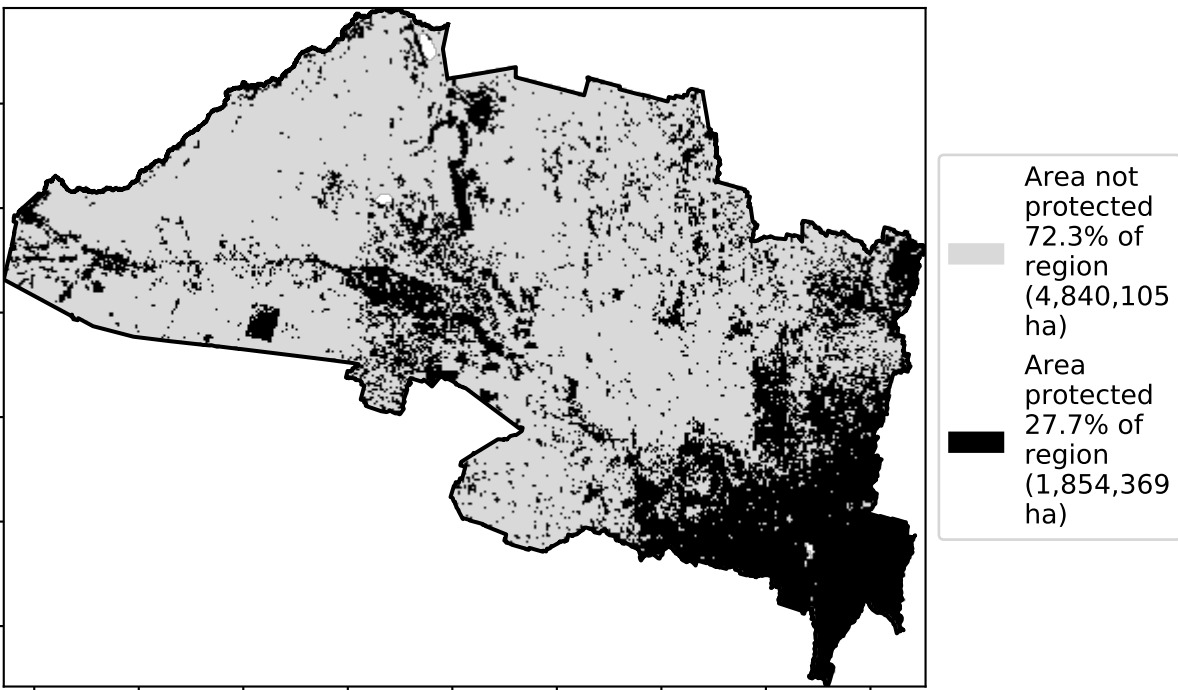 Area not
protected
72.3% of
region
(4,840,105
ha)
Area
protected
27.7% of
region
(1,854,369
ha)